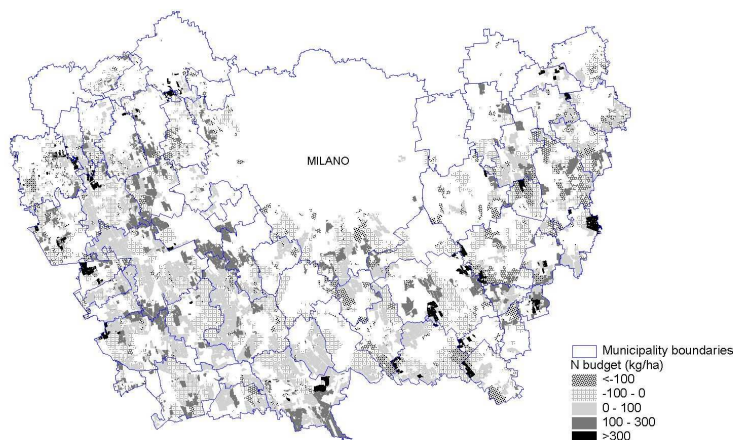 MILANO
Municipality boundaries
N budget (kg/ha)
<-100
-100 - 0
0 - 100
100 - 300
>300